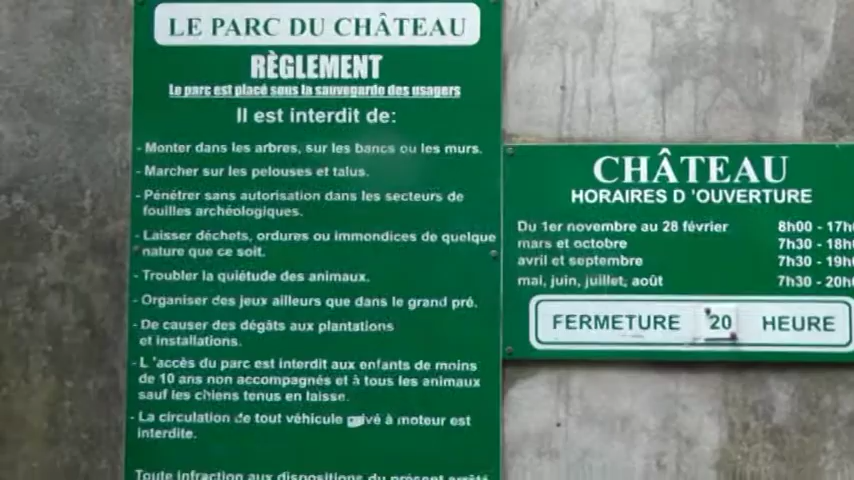 LE PARC DU CHÂTEAU
RÈGLEMENT
Le parc est placé sous la sauvegarde des usagers
Il est interdit de:
- Monter dans les arbres, sur les bancs ou les murs.
- Marcher sur les pelouses et talus.
- Pénétrer sans autorisation dans les secteurs de
fouilles archéologiques.
- Laisser déchets, ordures ou immondices de quelque
nature que ce soit.
- Troubler la quiétude des animaux.
- Organiser des jeux ailleurs que dans le grand pré.
- De causer des dégâts aux plantations
et installations.
- L'accès du parc est interdit aux enfants de moins
de 10 ans non accompagnés et à tous les animaux
sauf les chiens tenus en laisse.
- La circulation de tout véhicule privé à moteur est
interdite.
Toute infraction aux dispositions du présent arrêté
CHÂTEAU
HORAIRES D'OUVERTURE
Du 1er novembre au 28 février 8h00 - 17h
mars et octobre 7h30 - 18h
avril et septembre 7h30 - 19h
mai, juin, juillet, août 7h30 - 20h
FERMETURE 20 HEURE